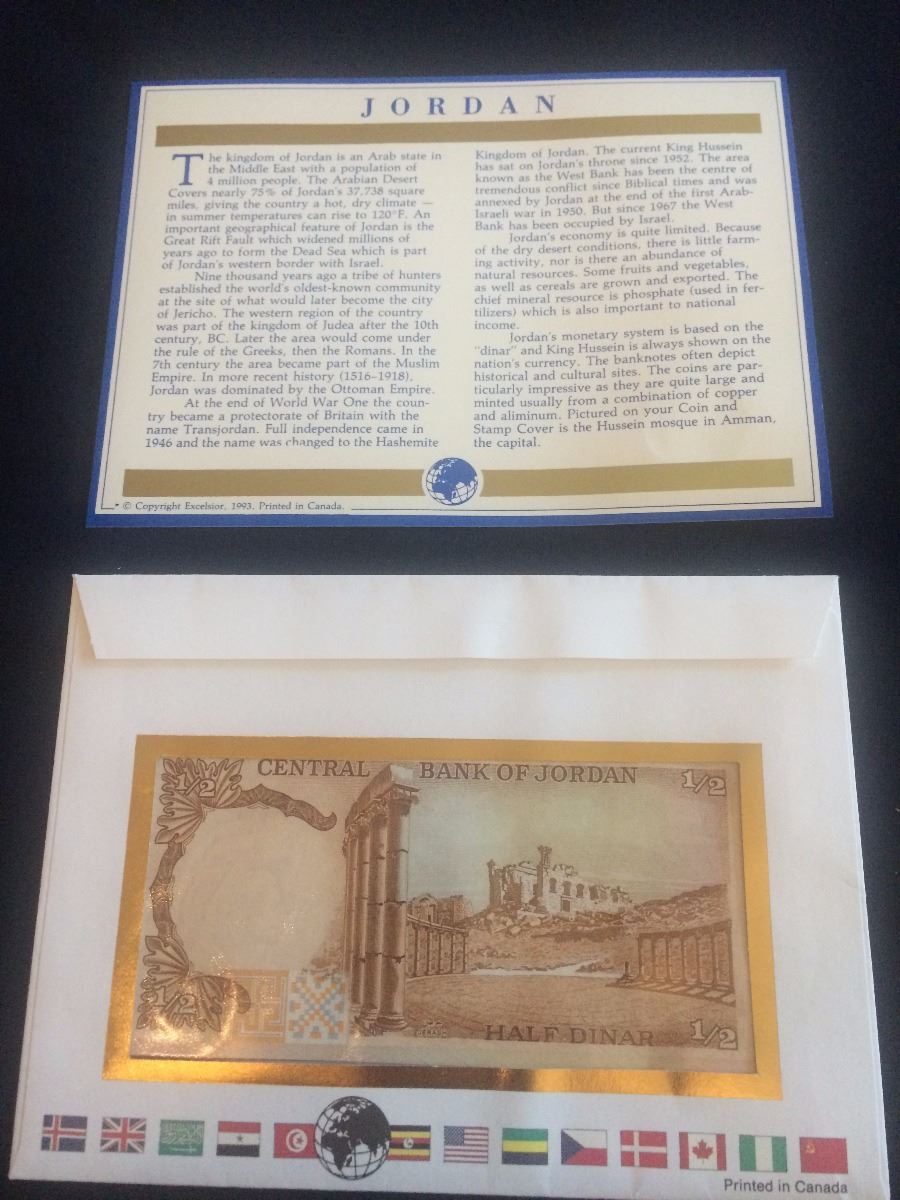 JORDAN
The kingdom of Jordan is an Arab state in
the Middle East with a population of
4 million people. The Arabian Desert
Covers nearly 75% of Jordan's 37,738 square
miles, giving the country a hot, dry climate —
in summer temperatures can rise to 120°F. An
important geographical feature of Jordan is the
Great Rift Fault which widened millions of
years ago to form the Dead Sea which is part
of Jordan's western border with Israel.
Nine thousand years ago a tribe of hunters
established the world's oldest-known community
at the site of what would later become the city
of Jericho. The western region of the country
was part of the kingdom of Judea after the 10th
century, BC. Later the area would come under
the rule of the Greeks, then the Romans. In the
7th century the area became part of the Muslim
Empire. In more recent history (1516–1918),
Jordan was dominated by the Ottoman Empire.
At the end of World War One the coun-
try became a protectorate of Britain with the
name Transjordan. Full independence came in
1946 and the name was changed to the Hashemite
Kingdom of Jordan. The current King Hussein
has sat on Jordan's throne since 1952. The area
known as the West Bank has been the centre of
tremendous conflict since Biblical times and was
annexed by Jordan at the end of the first Arab-
Israeli war in 1950. But since 1967 the West
Bank has been occupied by Israel.
Jordan's economy is quite limited. Because
of the dry desert conditions, there is little farm-
ing activity, nor is there an abundance of
natural resources. Some fruits and vegetables,
as well as cereals are grown and exported. The
chief mineral resource is phosphate (used in fer-
tilizers) which is also important to national
income.
Jordan's monetary system is based on the
"dinar" and King Hussein is always shown on the
nation's currency. The banknotes often depict
historical and cultural sites. The coins are par-
ticularly impressive as they are quite large and
minted usually from a combination of copper
and aliminum. Pictured on your Coin and
Stamp Cover is the Hussein mosque in Amman,
the capital.
© Copyright Excelsior, 1993. Printed in Canada.
1/2 CENTRAL BANK OF JORDAN 1/2
1/2 JERASH HALF DINAR 1/2
Printed in Canada